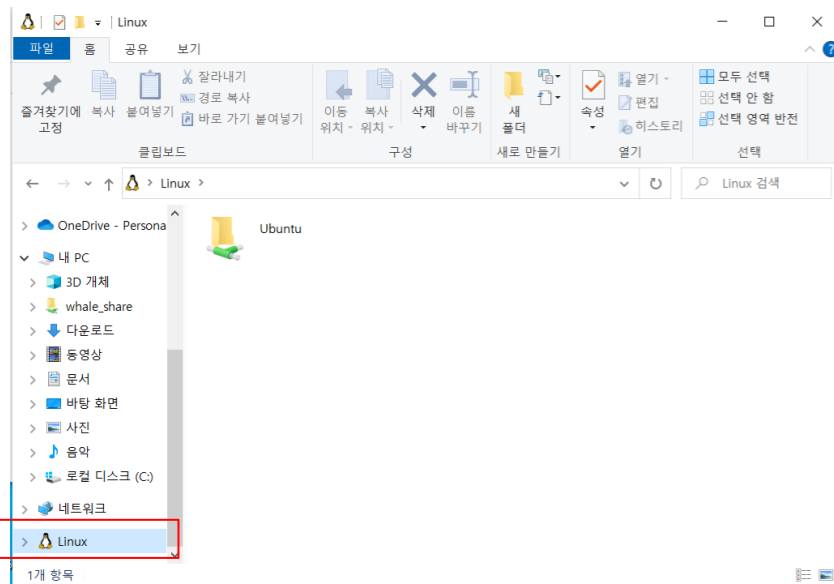 Linux
파일 홈 공유 보기
즐겨찾기에 고정
복사
붙여넣기
잘라내기
경로 복사
바로 가기 붙여넣기
클립보드
이동 위치
복사 위치
삭제
이름 바꾸기
구성
새 폴더
새로 만들기
속성
열기
편집
히스토리
열기
모두 선택
선택 안 함
선택 영역 반전
선택
Linux
Linux 검색
OneDrive - Persona
내 PC
3D 개체
whale_share
다운로드
동영상
문서
바탕 화면
사진
음악
로컬 디스크 (C:)
네트워크
Linux
Ubuntu
1개 항목